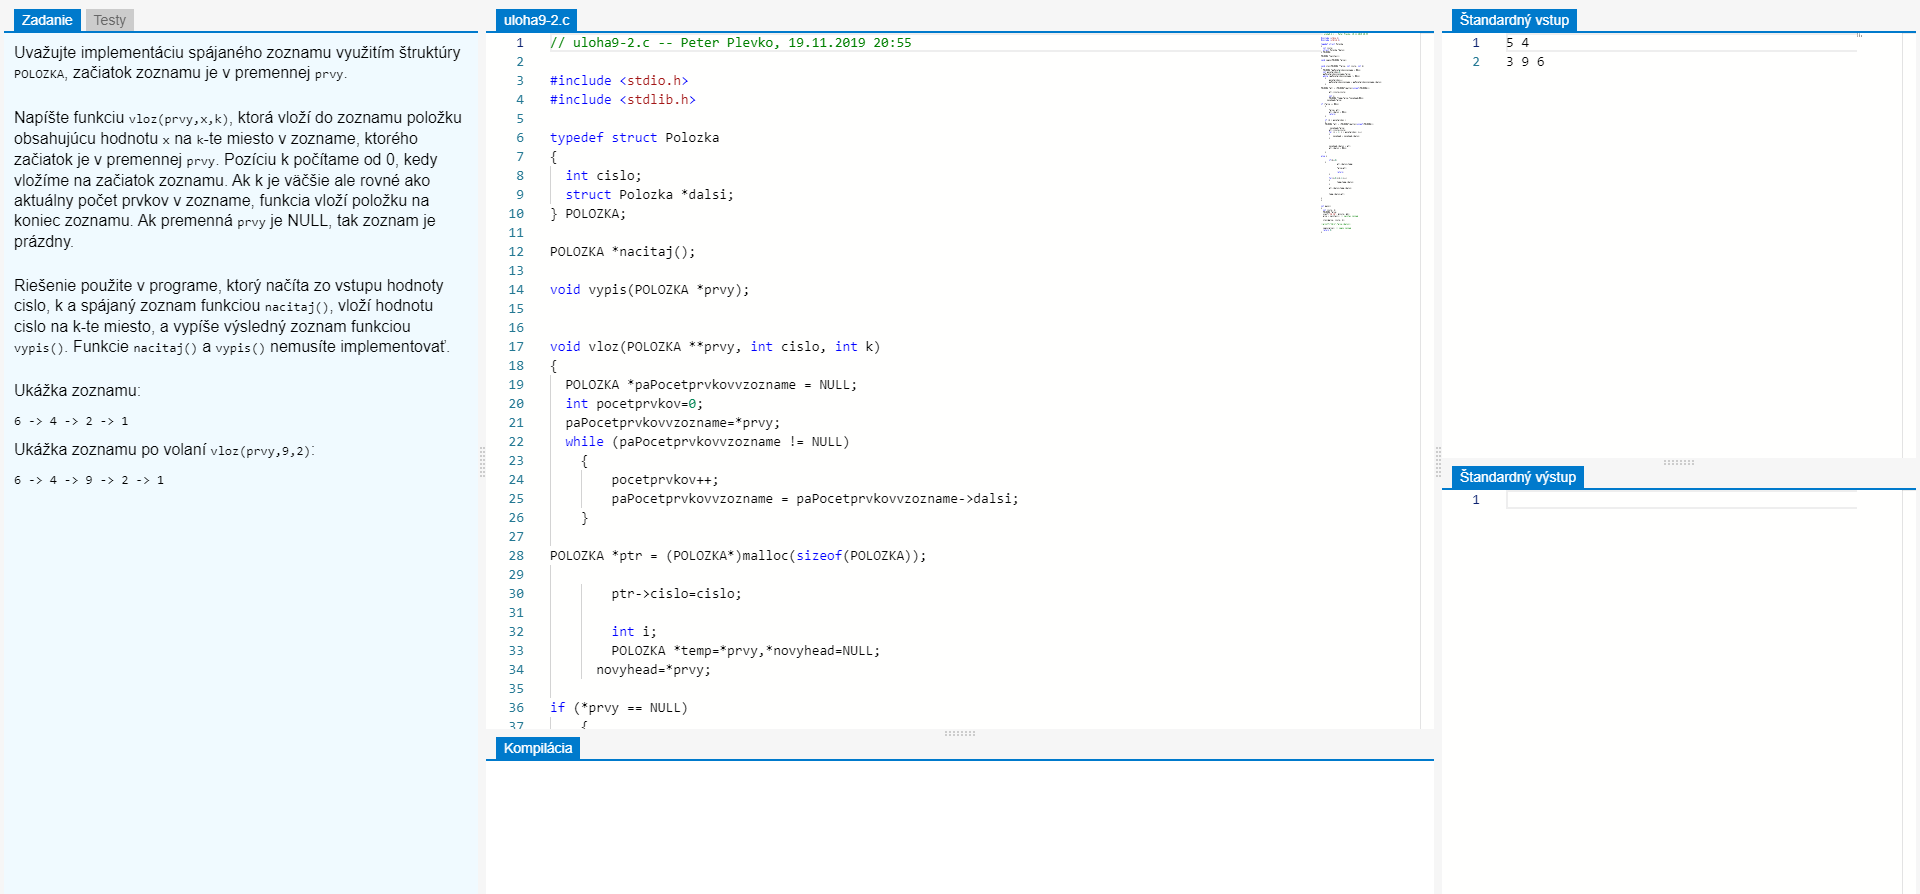 Zadanie Testy
Uvažujte implementáciu spájaného zoznamu využitím štruktúry
POLOZKA, začiatok zoznamu je v premennej prvy.
Napíšte funkciu vloz(prvy,x,k), ktorá vloží do zoznamu položku
obsahujúcu hodnotu x na k-te miesto v zozname, ktorého
začiatok je v premennej prvy. Pozíciu k počítame od 0, kedy
vložíme na začiatok zoznamu. Ak k je väčšie ale rovné ako
aktuálny počet prvkov v zozname, funkcia vloží položku na
koniec zoznamu. Ak premenná prvy je NULL, tak zoznam je
prázdny.
Riešenie použite v programe, ktorý načíta zo vstupu hodnoty
cislo, k a spájaný zoznam funkciou nacitaj(), vloží hodnotu
cislo na k-te miesto, a vypíše výsledný zoznam funkciou
vypis(). Funkcie nacitaj() a vypis() nemusíte implementovať.
Ukážka zoznamu:
6 -> 4 -> 2 -> 1
Ukážka zoznamu po volaní vloz(prvy,9,2):
6 -> 4 -> 9 -> 2 -> 1
uloha9-2.c
1 // uloha9-2.c -- Peter Plevko, 19.11.2019 20:55
2
3 #include <stdio.h>
4 #include <stdlib.h>
5
6 typedef struct Polozka
7 {
8 int cislo;
9 struct Polozka *dalsi;
10 } POLOZKA;
11
12 POLOZKA *nacitaj();
13
14 void vypis(POLOZKA *prvy);
15
16
17 void vloz(POLOZKA **prvy, int cislo, int k)
18 {
19 POLOZKA *paPocetprvkovvzozname = NULL;
20 int pocetprvkov=0;
21 paPocetprvkovvzozname=*prvy;
22 while (paPocetprvkovvzozname != NULL)
23 {
24 pocetprvkov++;
25 paPocetprvkovvzozname = paPocetprvkovvzozname->dalsi;
26 }
27
28 POLOZKA *ptr = (POLOZKA*)malloc(sizeof(POLOZKA));
29
30 ptr->cislo=cislo;
31
32 int i;
33 POLOZKA *temp=*prvy,*novyhead=NULL;
34 novyhead=*prvy;
35
36 if (*prvy == NULL)
37 {
Kompilácia
Štandardný vstup
1 5 4
2 3 9 6
Štandardný výstup
1